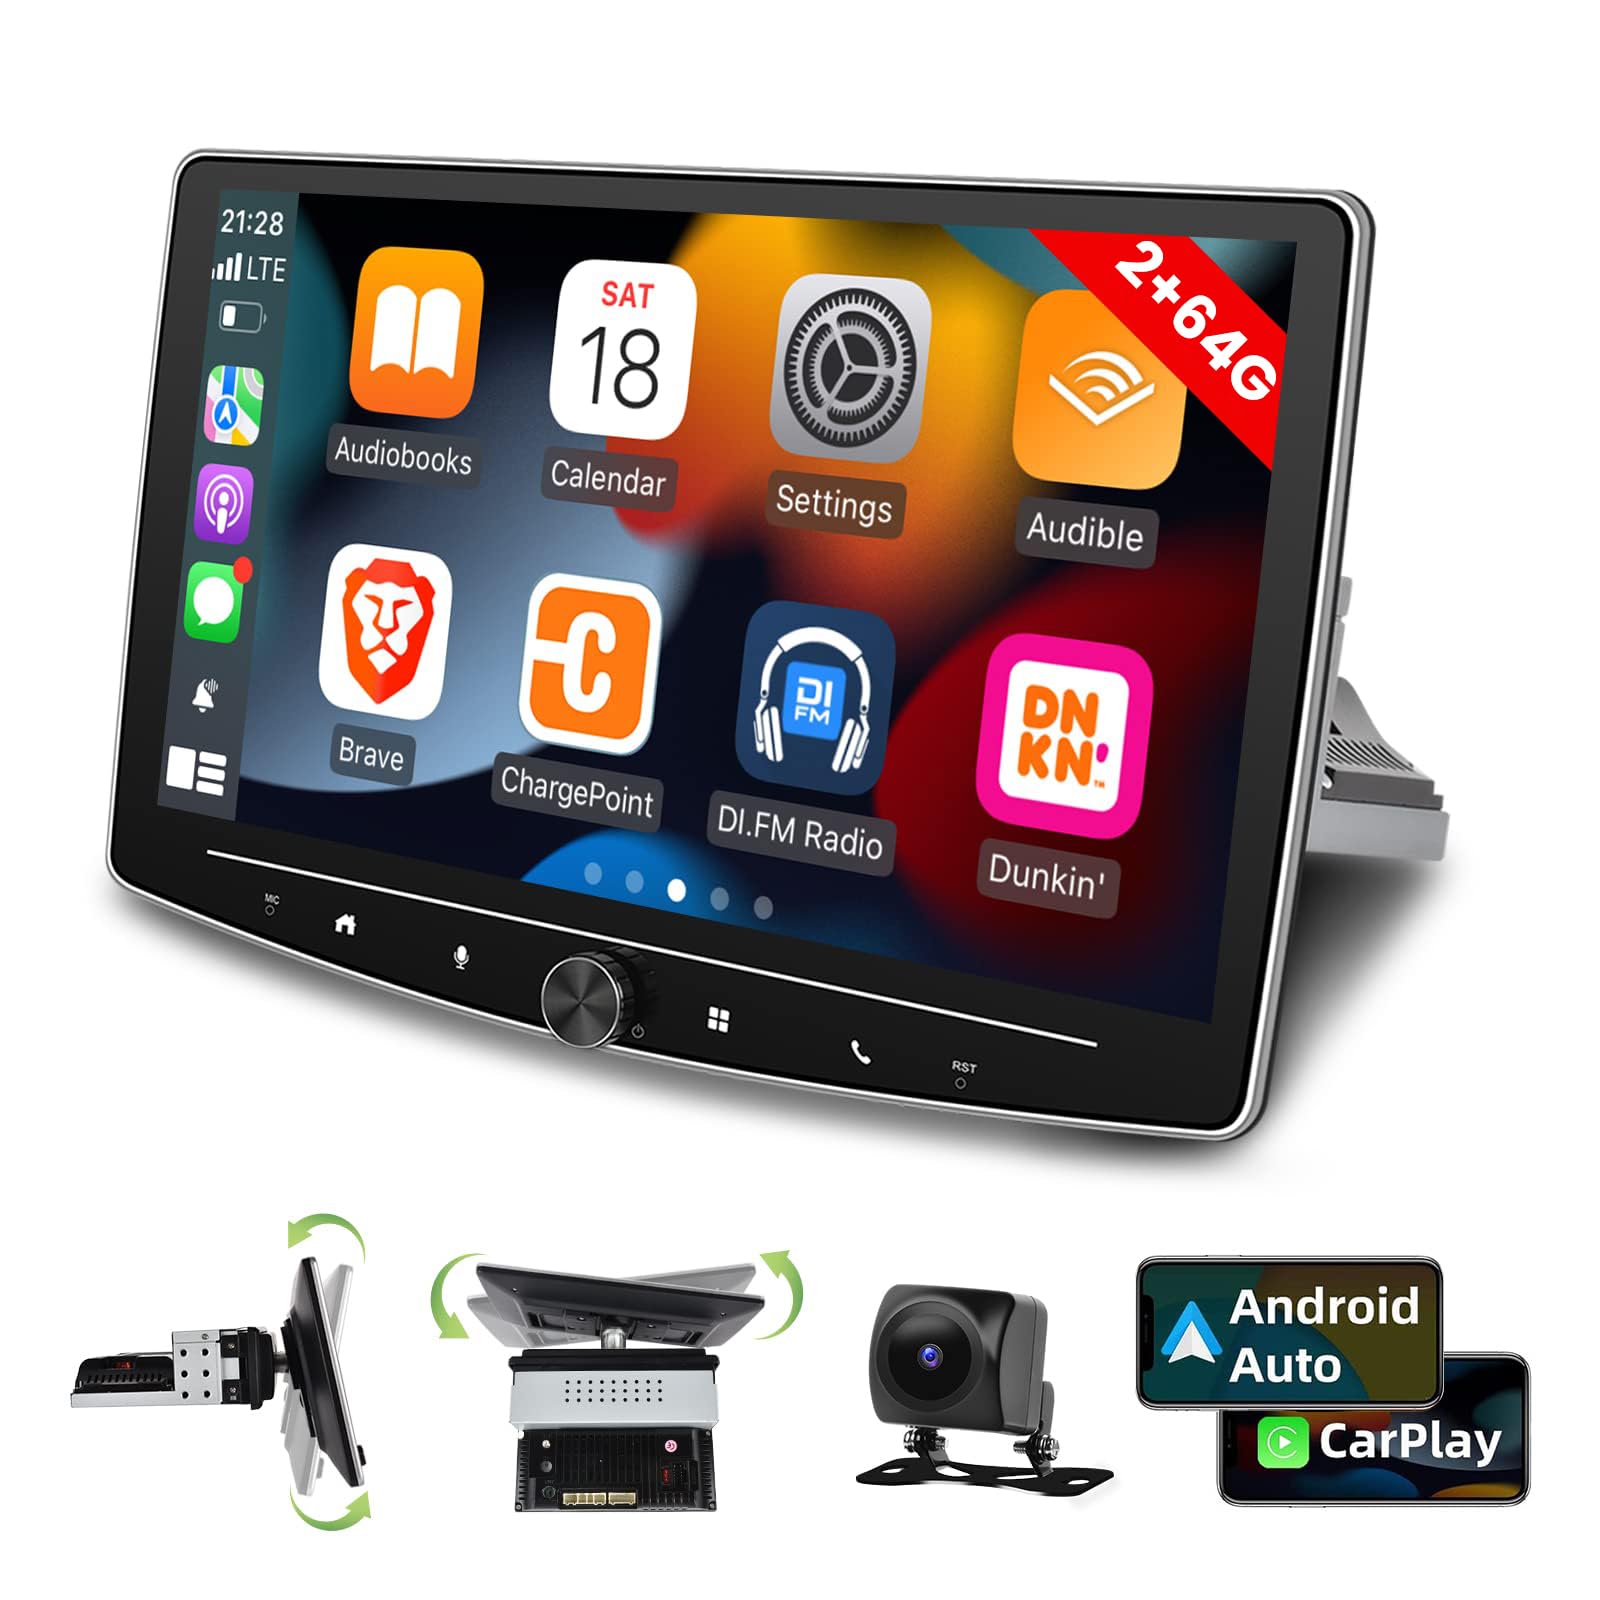 21:28
LTE
2+64G
SAT
18
Audiobooks
Calendar
Settings
Audible
DI
FM
DN
KN'
TM
Brave
ChargePoint
DI.FM Radio
Dunkin'
MIC
RST
Android
Auto
CarPlay